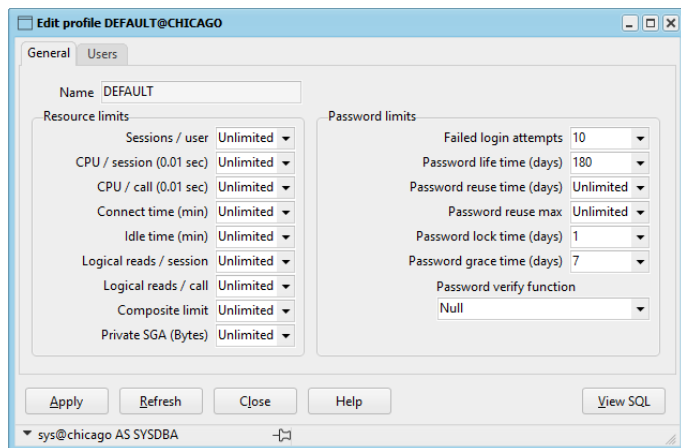 Edit profile DEFAULT@CHICAGO
General Users
Name DEFAULT
Resource limits
Sessions / user Unlimited
CPU / session (0.01 sec) Unlimited
CPU / call (0.01 sec) Unlimited
Connect time (min) Unlimited
Idle time (min) Unlimited
Logical reads / session Unlimited
Logical reads / call Unlimited
Composite limit Unlimited
Private SGA (Bytes) Unlimited
Password limits
Failed login attempts 10
Password life time (days) 180
Password reuse time (days) Unlimited
Password reuse max Unlimited
Password lock time (days) 1
Password grace time (days) 7
Password verify function
Null
Apply Refresh Close Help View SQL
sys@chicago AS SYSDBA